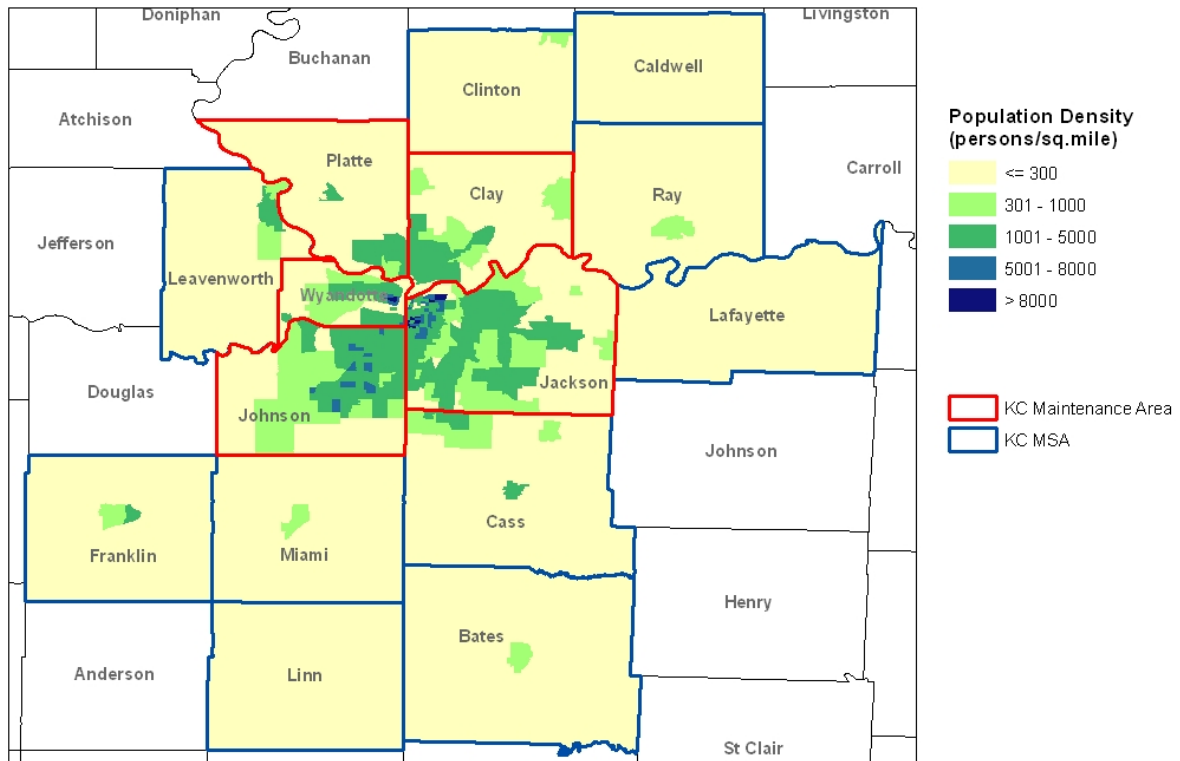 Doniphan
Livingston
Buchanan
Caldwell
Clinton
Atchison
Platte
Carroll
Clay
Ray
Jefferson
Leavenworth
Wyandotte
Lafayette
Jackson
Douglas
Johnson
Johnson
Cass
Franklin
Miami
Henry
Bates
Anderson
Linn
St Clair
Population Density
(persons/sq.mile)
<= 300
301 - 1000
1001 - 5000
5001 - 8000
> 8000
KC Maintenance Area
KC MSA